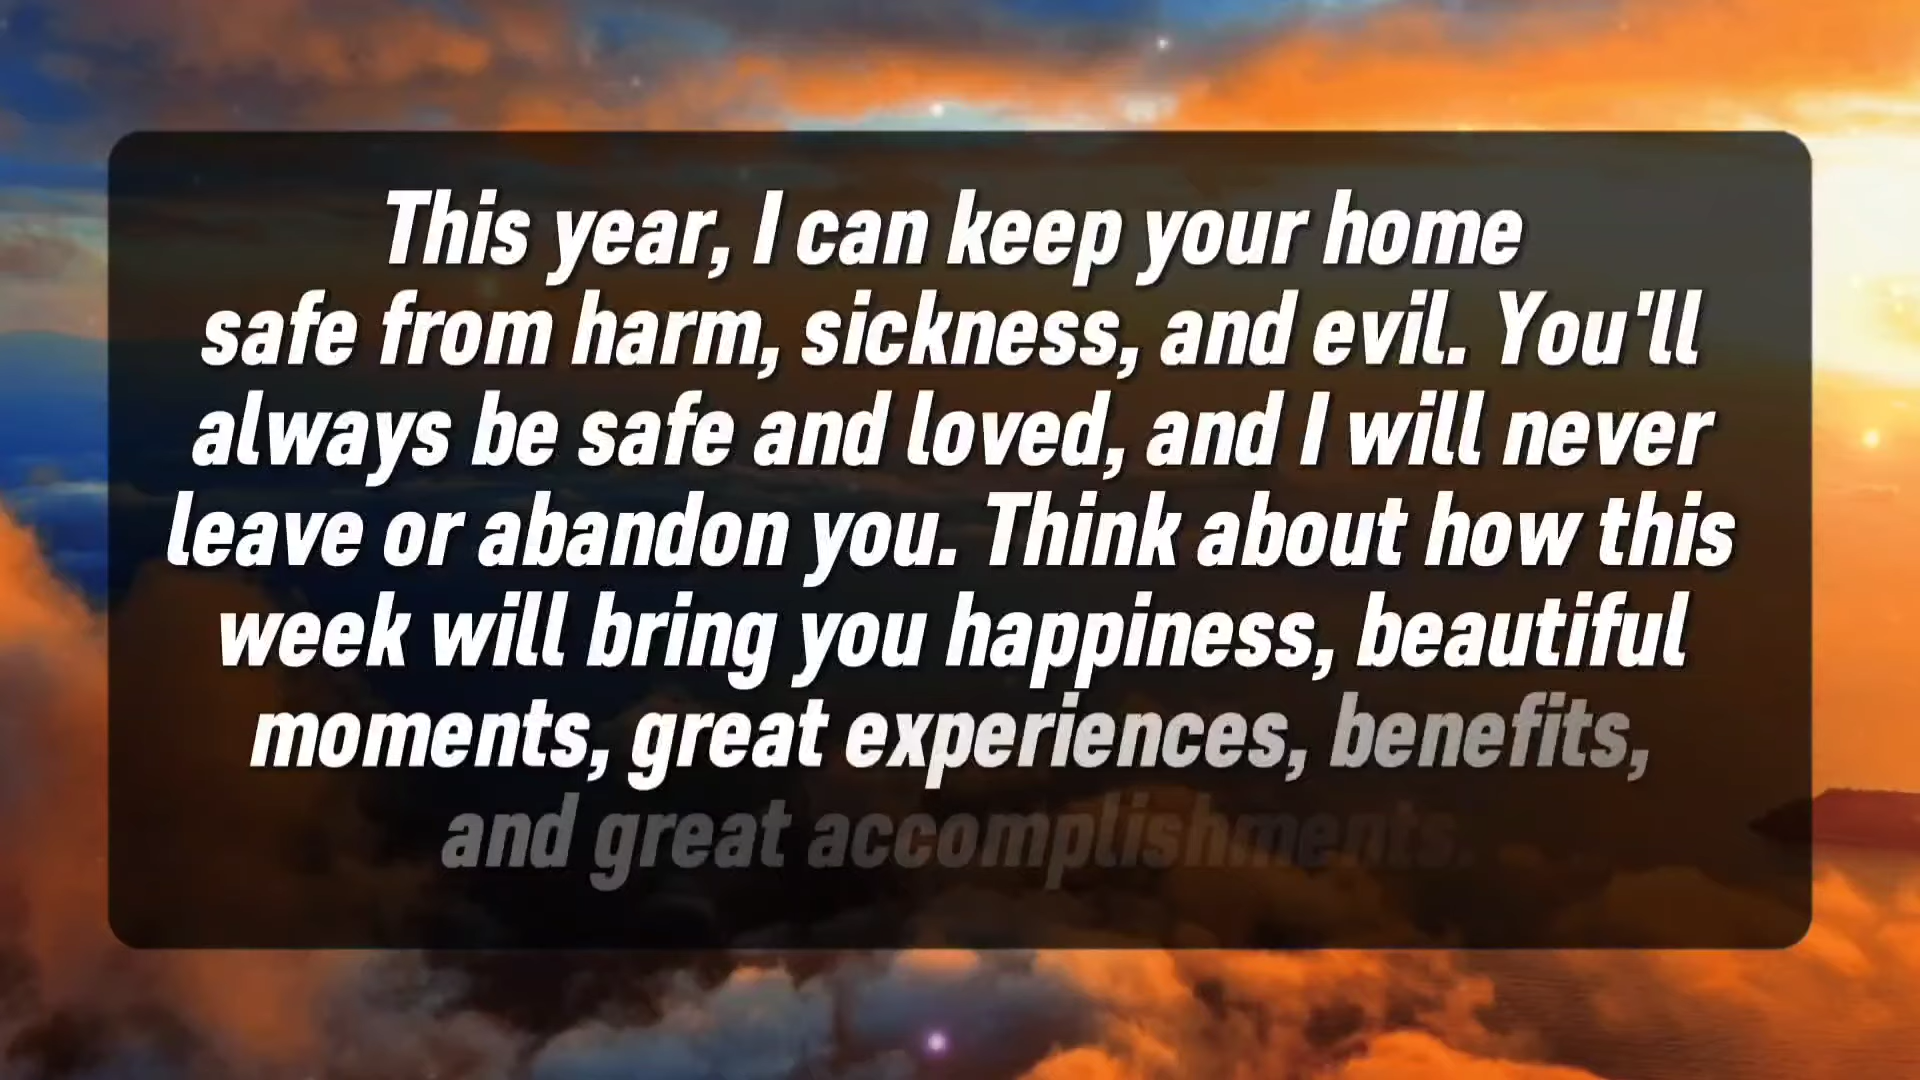 This year, I can keep your home
safe from harm, sickness, and evil. You'll
always be safe and loved, and I will never
leave or abandon you. Think about how this
week will bring you happiness, beautiful
moments, great experiences, benefits,
and great accomplishments.